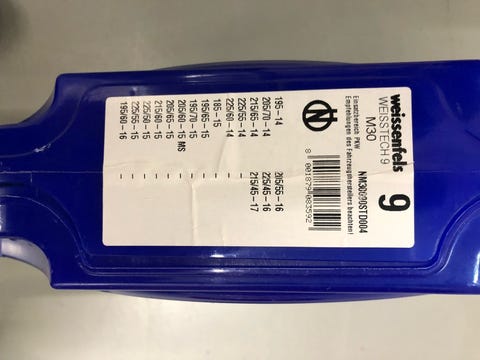 weissenfels
WEISSTECH 9
M30
9
NM30090STD004
Einsatzbereich PKW
Empfehlungen des Fahrzeugherstellers beachten!
8 001879 083592
195-14 205/55-16
205/70-14 225/45-16
215/65-14 215/45-17
225/55-14
225/60-14
185-15
195/65-15
195/70-15
205/60-15 MS
205/65-15
215/60-15
225/50-15
225/55-15
195/60-16